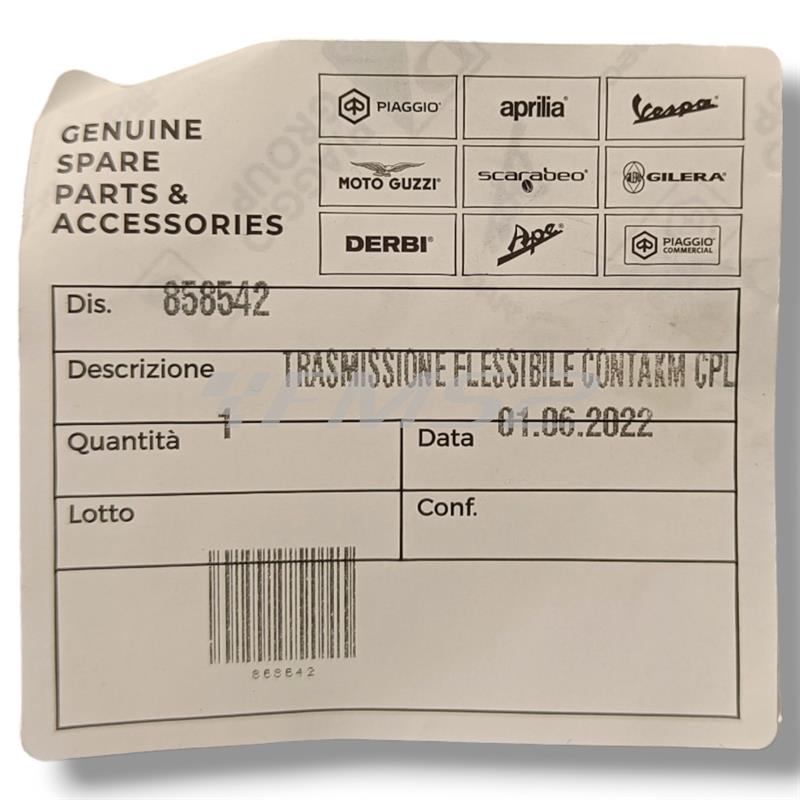 GENUINE
SPARE
PARTS &
ACCESSORIES
PIAGGIO® aprilia® Vespa®
MOTO GUZZI® scarabeo® GILERA®
DERBI® Ape® PIAGGIO® COMMERCIAL
Dis. 858542
Descrizione TRASMISSIONE FLESSIBILE CONTAKM CPL
Quantità 1 Data 01.06.2022
Lotto Conf.
858542